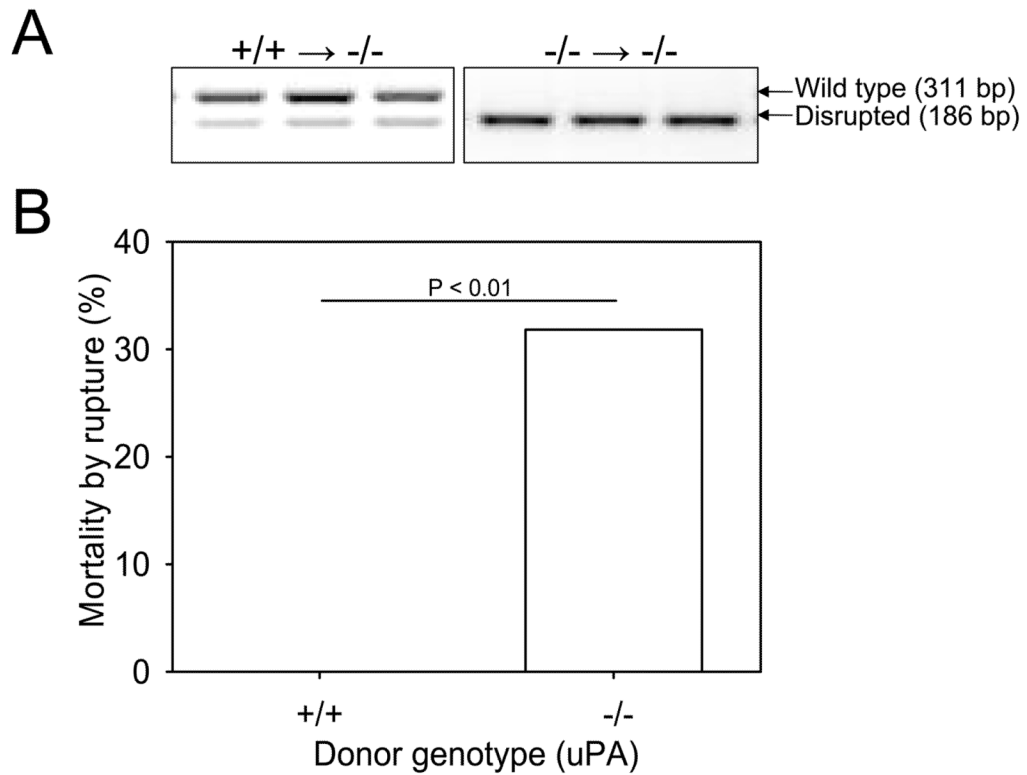 A
+/+ → -/-
-/- → -/-
Wild type (311 bp)
Disrupted (186 bp)
B
Mortality by rupture (%)
40
30
20
10
0
P < 0.01
+/+
-/-
Donor genotype (uPA)